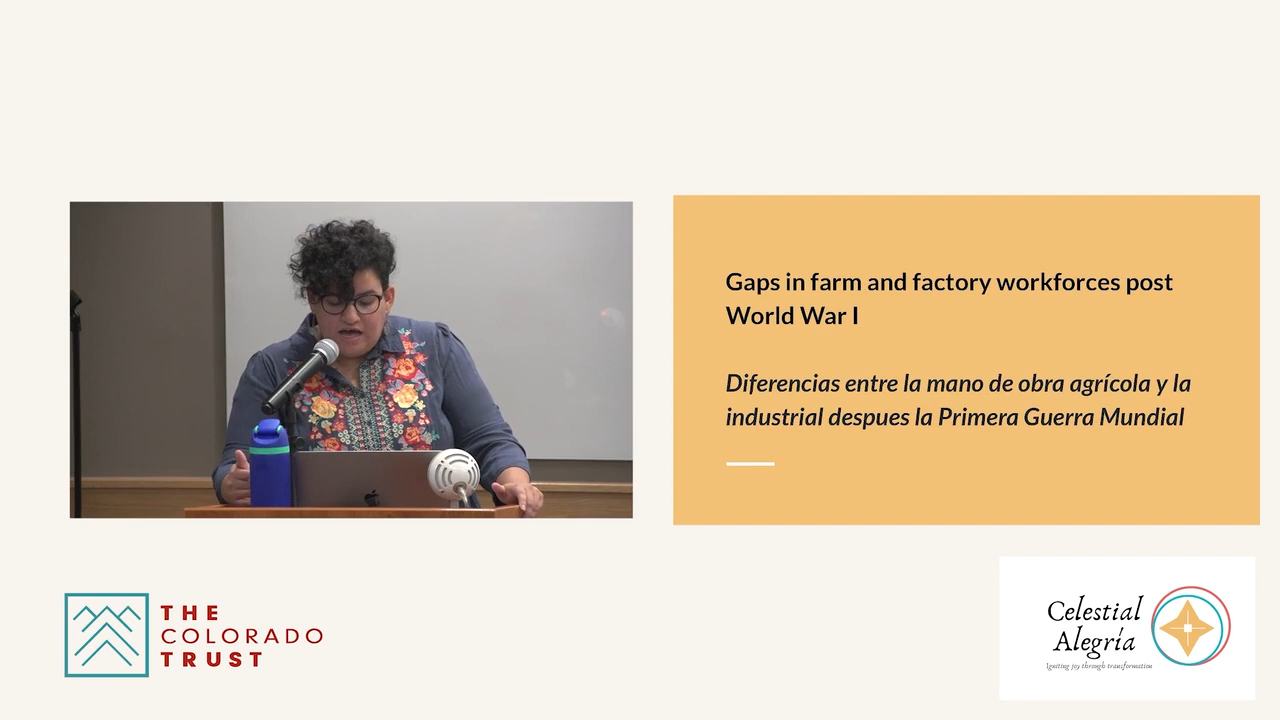 Gaps in farm and factory workforces post
World War I
Diferencias entre la mano de obra agrícola y la
industrial despues la Primera Guerra Mundial
THE
COLORADO
TRUST
Celestial
Alegría
Igniting joy through transformation